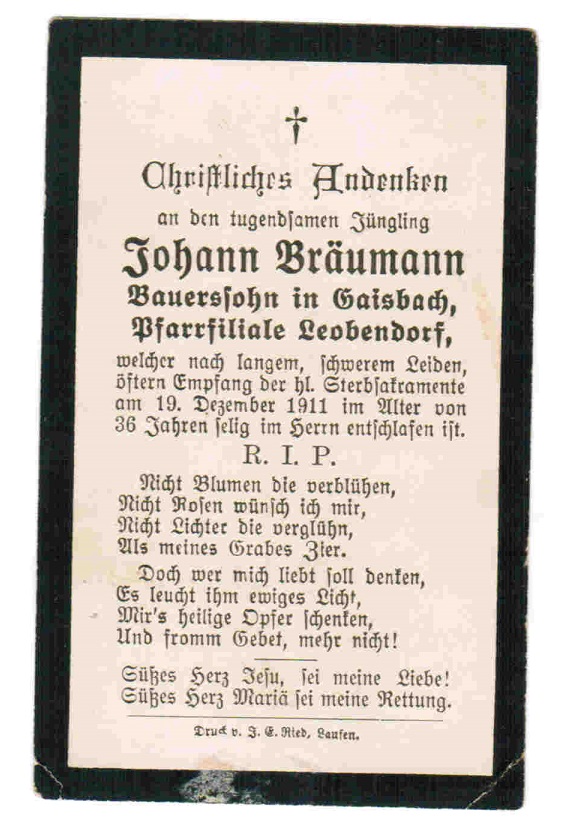 Christliches Andenken
an den tugendsamen Jüngling
Johann Bräumann
Bauerssohn in Gaisbach,
Pfarrfiliale Leobendorf,
welcher nach langem, schwerem Leiden,
öftern Empfang der hl. Sterbsakramente
am 19. Dezember 1911 im Alter von
36 Jahren selig im Herrn entschlafen ist.
R. I. P.
Nicht Blumen die verblühen,
Nicht Rosen wünsch ich mir,
Nicht Lichter die verglühn,
Als meines Grabes Zier.
Doch wer mich liebt soll denken,
Es leucht ihm ewiges Licht,
Mir's heilige Opfer schenken,
Und fromm Gebet, mehr nicht!
Süßes Herz Jesu, sei meine Liebe!
Süßes Herz Mariä sei meine Rettung.
Druck v. J. E. Ried, Laufen.